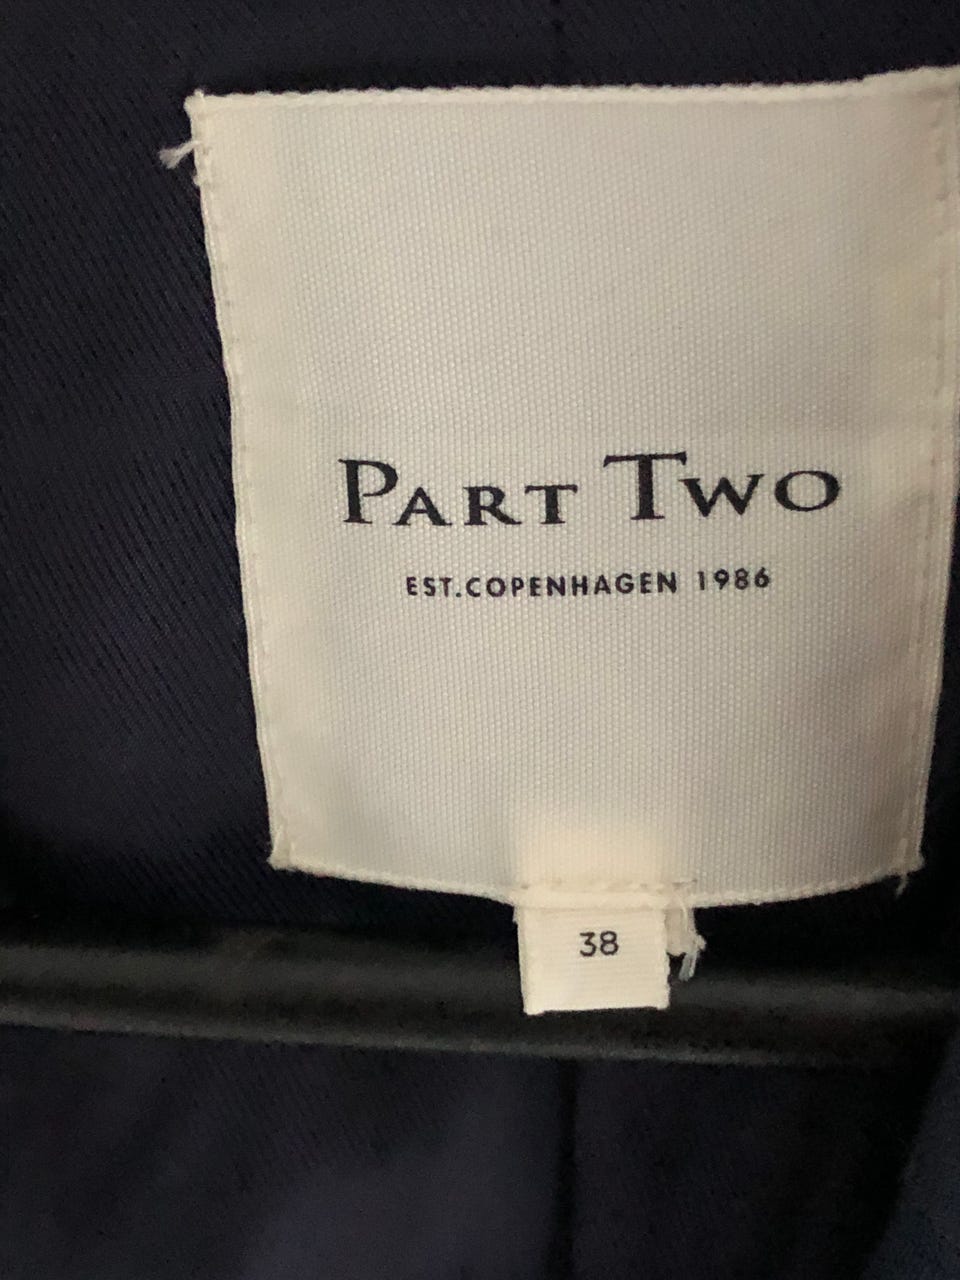 PART TWO
EST.COPENHAGEN 1986
38